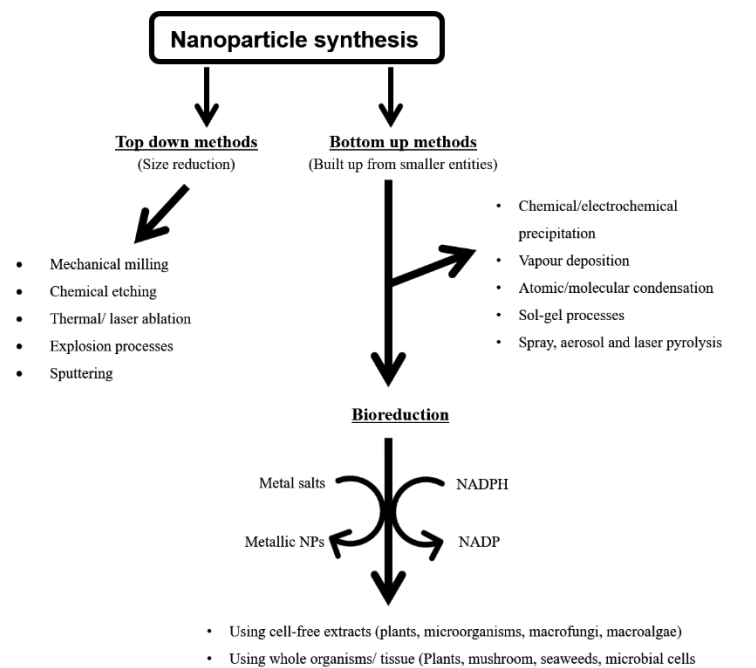 Nanoparticle synthesis
Top down methods
(Size reduction)
Bottom up methods
(Built up from smaller entities)
• Mechanical milling
• Chemical etching
• Thermal/ laser ablation
• Explosion processes
• Sputtering
• Chemical/electrochemical
precipitation
• Vapour deposition
• Atomic/molecular condensation
• Sol-gel processes
• Spray, aerosol and laser pyrolysis
Bioreduction
Metal salts
NADPH
Metallic NPs
NADP
• Using cell-free extracts (plants, microorganisms, macrofungi, macroalgae)
• Using whole organisms/ tissue (Plants, mushroom, seaweeds, microbial cells